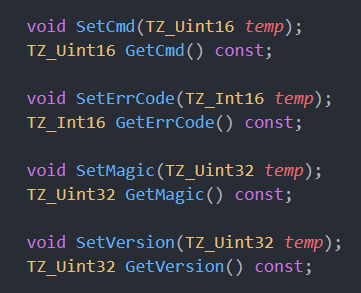 void SetCmd(TZ_Uint16 temp);
TZ_Uint16 GetCmd() const;
void SetErrCode(TZ_Int16 temp);
TZ_Int16 GetErrCode() const;
void SetMagic(TZ_Uint32 temp);
TZ_Uint32 GetMagic() const;
void SetVersion(TZ_Uint32 temp);
TZ_Uint32 GetVersion() const;